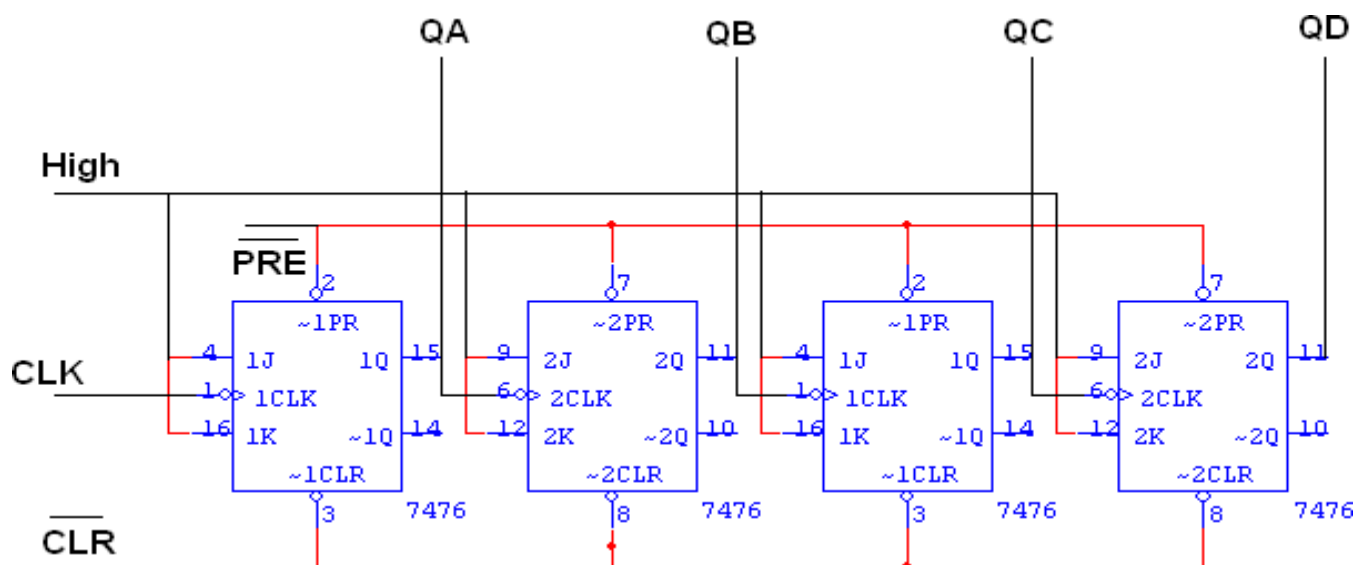 QA QB QC QD
High
PRE
2 7 2 7
~1PR ~2PR ~1PR ~2PR
4 1J 1Q 15 9 2J 2Q 11 4 1J 1Q 15 9 2J 2Q 11
CLK 1 1CLK 6 2CLK 1 1CLK 6 2CLK
16 1K ~1Q 14 12 2K ~2Q 10 16 1K ~1Q 14 12 2K ~2Q 10
~1CLR ~2CLR ~1CLR ~2CLR
3 7476 8 7476 3 7476 8 7476
CLR